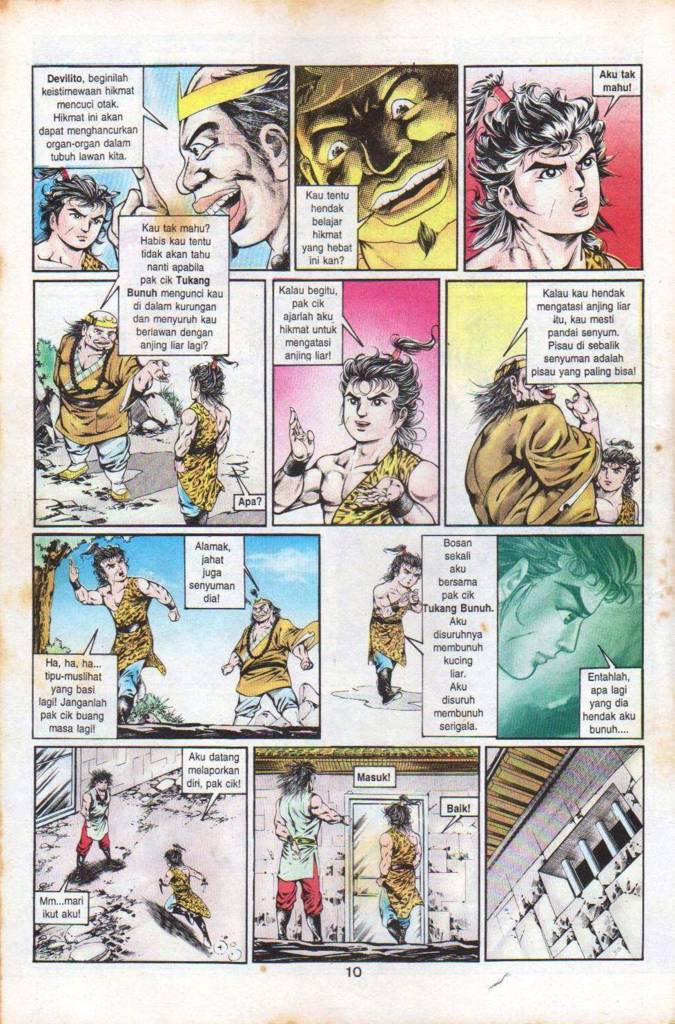 Devilito, beginilah
keistimewaan hikmat
mencuci otak.
Hikmat ini akan
dapat menghancurkan
organ-organ dalam
tubuh lawan kita.
Kau tentu
hendak
belajar
hikmat
yang hebat
ini kan?
Aku tak
mahu!
Kau tak mahu?
Habis kau tentu
tidak akan tahu
nanti apabila
pak cik Tukang
Bunuh mengunci kau
di dalam kurungan
dan menyuruh kau
berlawan dengan
anjing liar lagi?
Apa?
Kalau begitu,
pak cik
ajarlah aku
hikmat untuk
mengatasi
anjing liar!
Kalau kau hendak
mengatasi anjing liar
itu, kau mesti
pandai senyum.
Pisau di sebalik
senyuman adalah
pisau yang paling bisa!
Ha, ha, ha...
tipu-muslihat
yang basi
lagi! Janganlah
pak cik buang
masa lagi!
Alamak,
jahat
juga
senyuman
dia!
Bosan
sekali
aku
bersama
pak cik
Tukang Bunuh.
Aku
disuruhnya
membunuh
kucing
liar.
Aku
disuruh
membunuh
serigala.
Entahlah,
apa lagi
yang dia
hendak aku
bunuh....
Aku datang
melaporkan
diri, pak cik!
Mm...mari
ikut aku!
Masuk!
Baik!
10